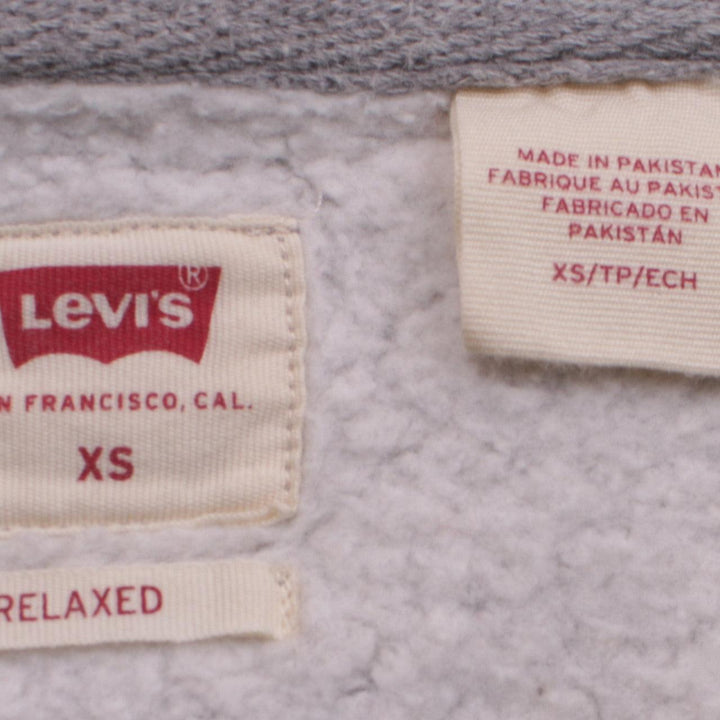 LEVI'S ®
N FRANCISCO, CAL.
XS
RELAXED
MADE IN PAKISTAN
FABRIQUE AU PAKIST
FABRICADO EN
PAKISTÁN
XS/TP/ECH